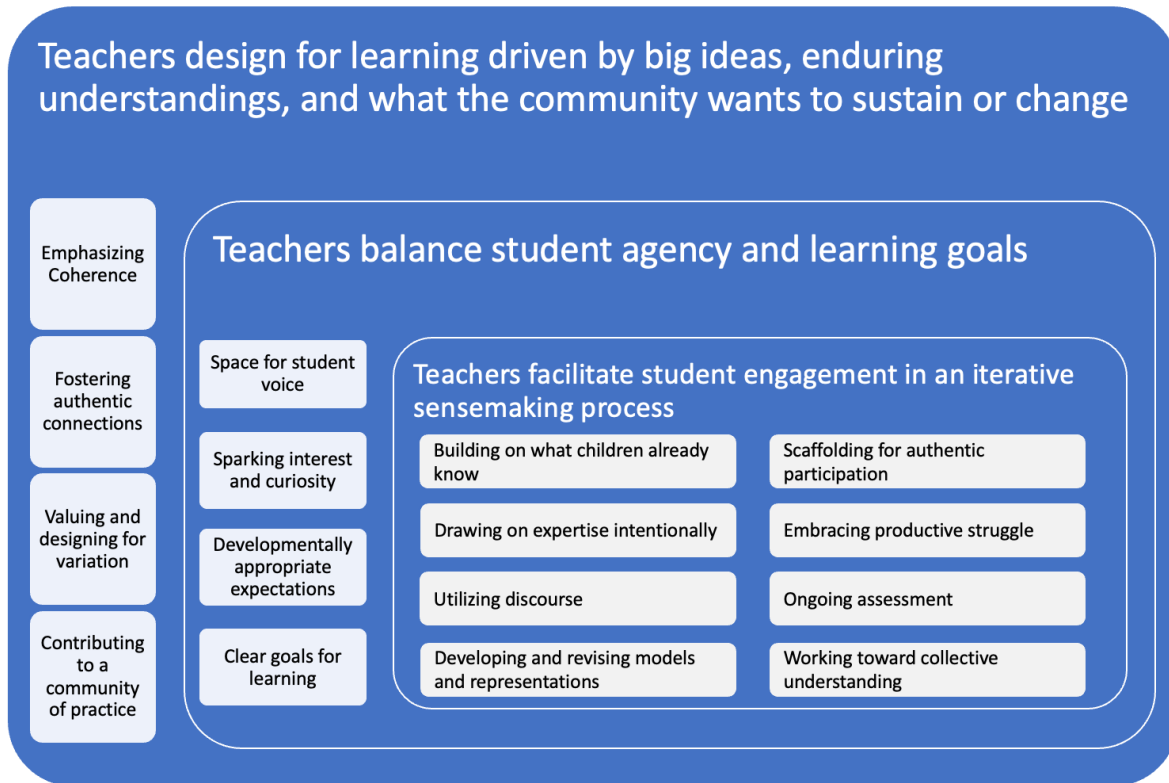 Teachers design for learning driven by big ideas, enduring
understandings, and what the community wants to sustain or change
Emphasizing
Coherence
Fostering
authentic
connections
Valuing and
designing for
variation
Contributing
to a
community
of practice
Teachers balance student agency and learning goals
Space for student
voice
Sparking interest
and curiosity
Developmentally
appropriate
expectations
Clear goals for
learning
Teachers facilitate student engagement in an iterative
sensemaking process
Building on what children already
know
Scaffolding for authentic
participation
Drawing on expertise intentionally
Embracing productive struggle
Utilizing discourse
Ongoing assessment
Developing and revising models
and representations
Working toward collective
understanding